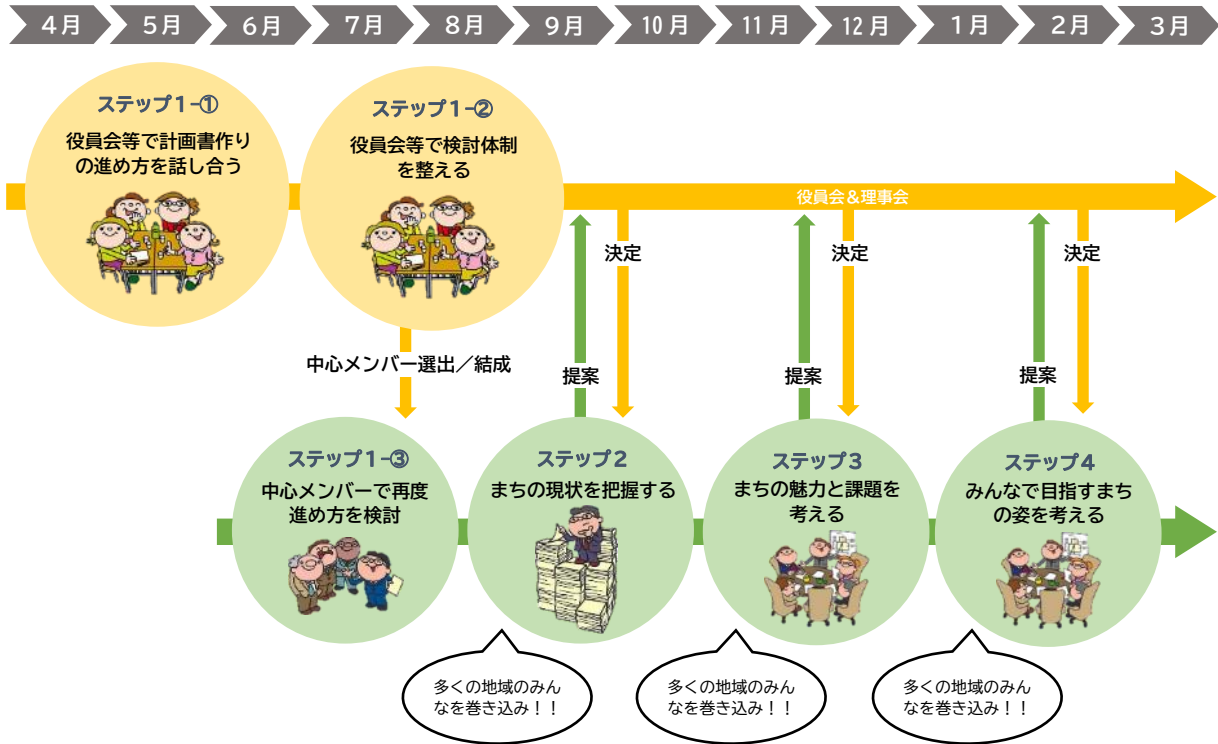 4月 5月 6月 7月 8月 9月 10月 11月 12月 1月 2月 3月
ステップ1-①
役員会等で計画書作り
の進め方を話し合う
ステップ1-②
役員会等で検討体制
を整える
役員会&理事会
決定
決定
決定
中心メンバー選出/結成
提案
提案
提案
ステップ1-③
中心メンバーで再度
進め方を検討
ステップ2
まちの現状を把握する
ステップ3
まちの魅力と課題を
考える
ステップ4
みんなで目指すまち
の姿を考える
多くの地域のみん
なを巻き込み!!
多くの地域のみん
なを巻き込み!!
多くの地域のみん
なを巻き込み!!